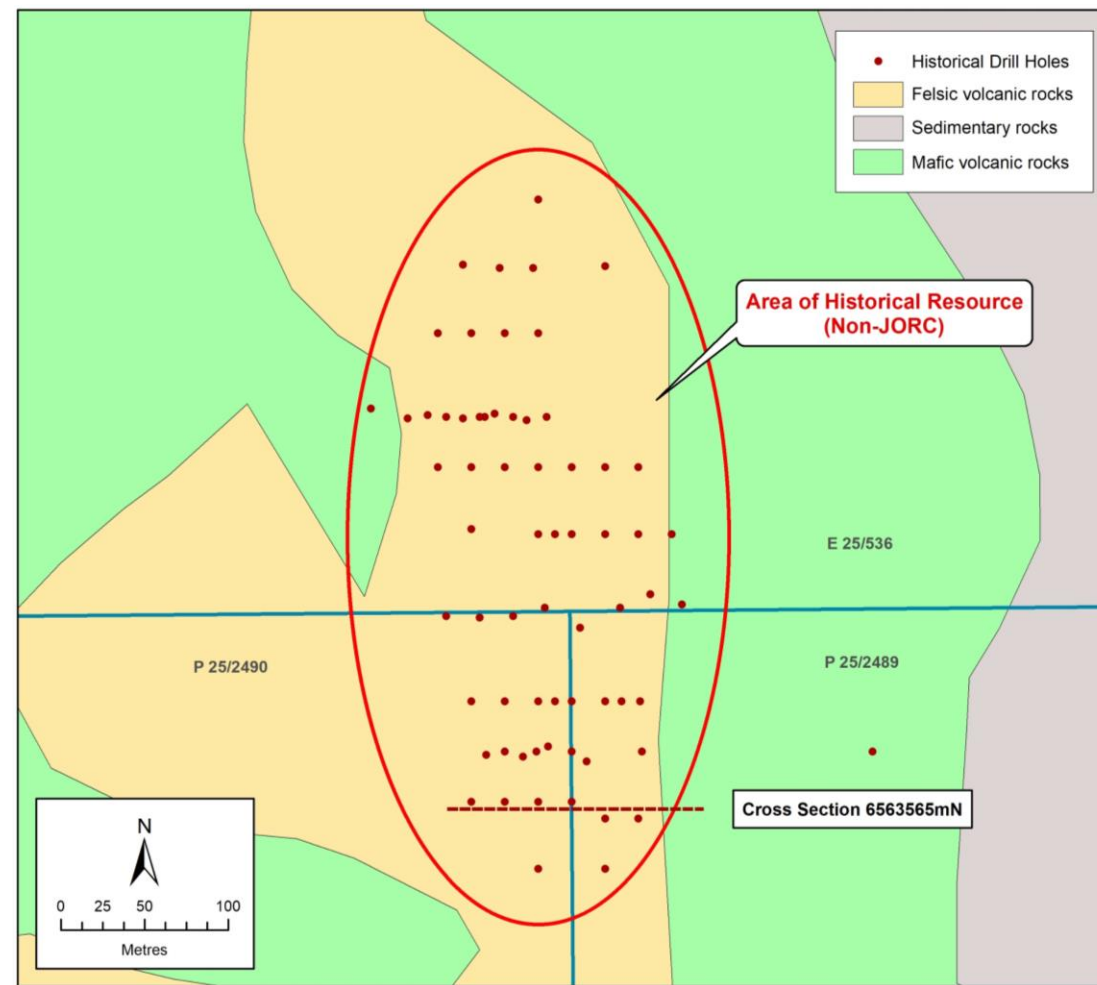 Historical Drill Holes
Felsic volcanic rocks
Sedimentary rocks
Mafic volcanic rocks
Area of Historical Resource
(Non-JORC)
E 25/536
P 25/2490
P 25/2489
Cross Section 6563565mN
N
0 25 50 100
Metres